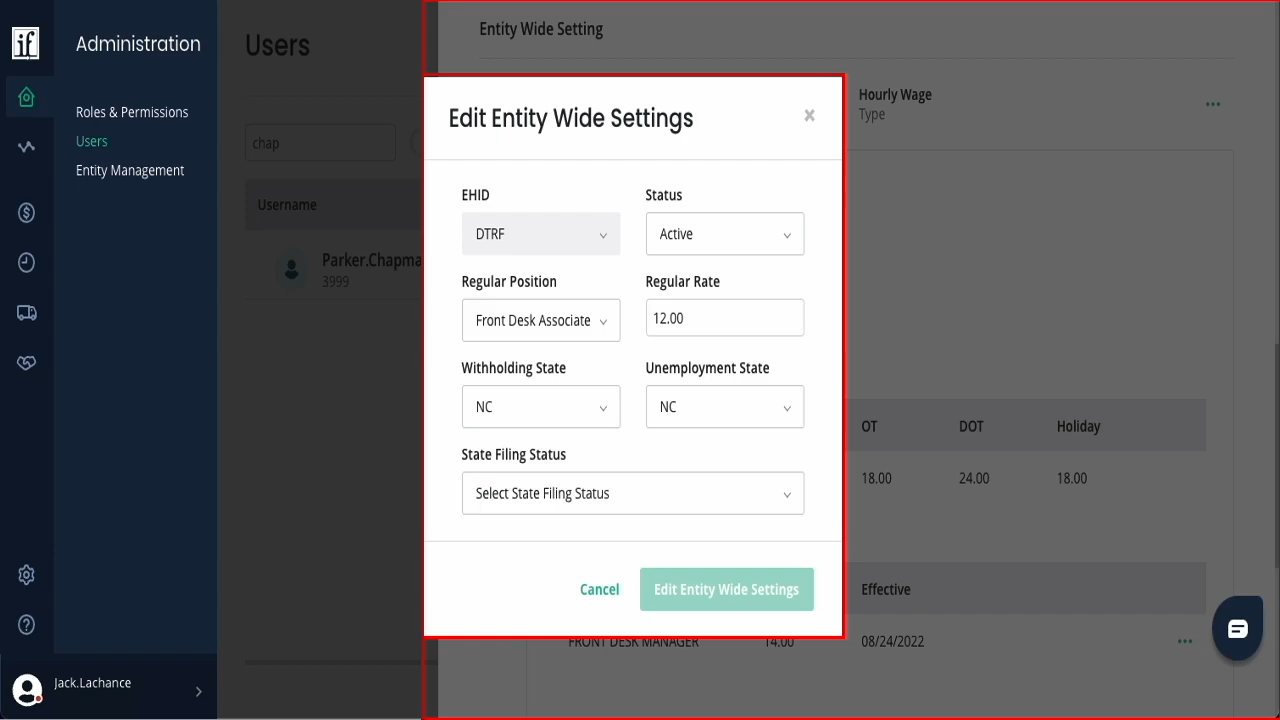 if
Administration
Roles & Permissions
Users
Entity Management
Jack.Lachance
Users
chap
Username
Parker.Chapma
3999
Entity Wide Setting
Hourly Wage
Type
Edit Entity Wide Settings
×
EHID
Status
DTRF
Active
Regular Position
Regular Rate
Front Desk Associate
12.00
Withholding State
Unemployment State
NC
NC
State Filing Status
Select State Filing Status
Cancel
Edit Entity Wide Settings
OT
DOT
Holiday
18.00
24.00
18.00
Effective
FRONT DESK MANAGER
14.00
08/24/2022